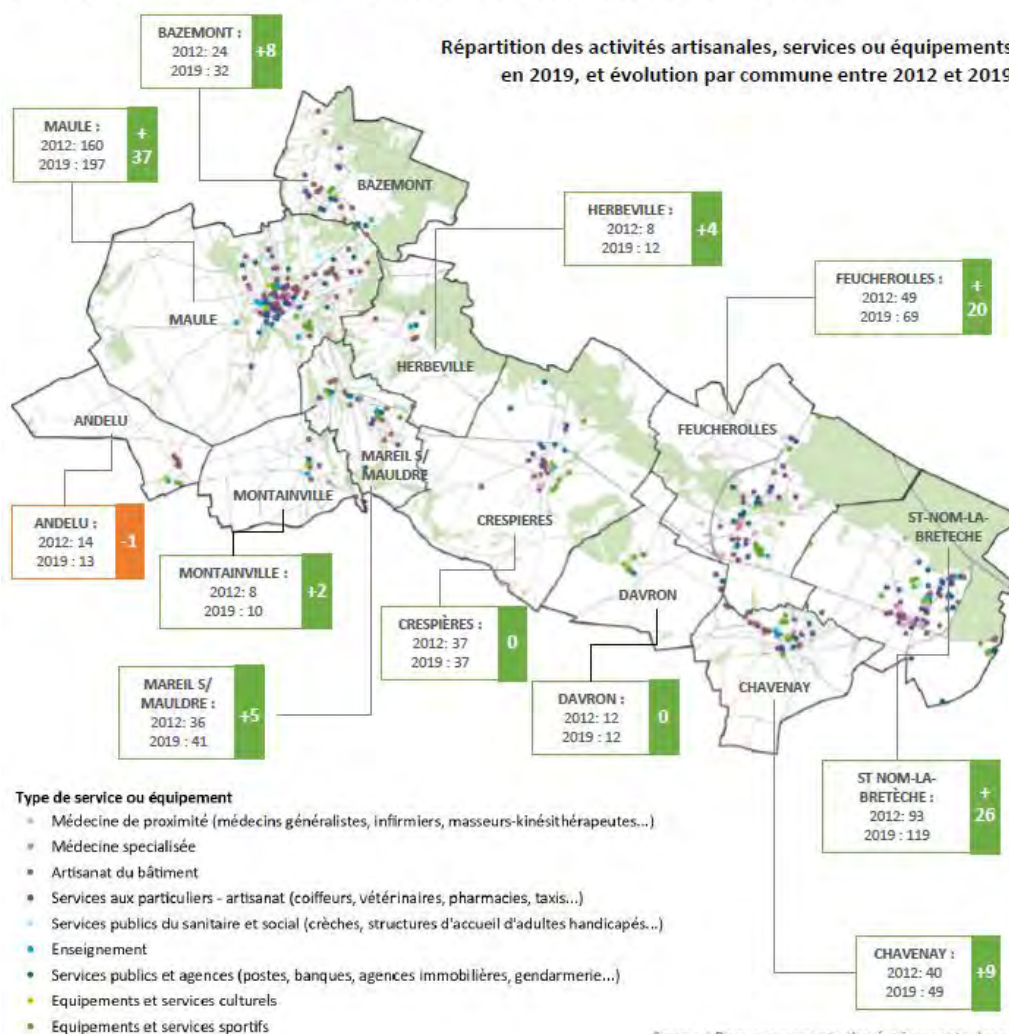 Répartition des activités artisanales, services ou équipements
en 2019, et évolution par commune entre 2012 et 2019
BAZEMONT :
2012: 24
2019 : 32
+8
MAULE :
2012: 160
2019 : 197
+
37
HERBEVILLE :
2012: 8
2019 : 12
+4
FEUCHEROLLES :
2012: 49
2019 : 69
+
20
BAZEMONT
MAULE
HERBEVILLE
ANDELU
FEUCHEROLLES
MAREIL S/
MAULDRE
MONTAINVILLE
CRESPIERES
ST-NOM-LA-
BRETECHE
DAVRON
CHAVENAY
ANDELU :
2012: 14
2019 : 13
-1
MONTAINVILLE :
2012: 8
2019 : 10
+2
CRESPIÈRES :
2012: 37
2019 : 37
0
MAREIL S/
MAULDRE :
2012: 36
2019 : 41
+5
DAVRON :
2012: 12
2019 : 12
0
ST NOM-LA-
BRETÈCHE :
2012: 93
2019 : 119
+
26
CHAVENAY :
2012: 40
2019 : 49
+9
Type de service ou équipement
Médecine de proximité (médecins généralistes, infirmiers, masseurs-kinésithérapeutes...)
Médecine specialisée
Artisanat du bâtiment
Services aux particuliers - artisanat (coiffeurs, vétérinaires, pharmacies, taxis...)
Services publics du sanitaire et social (crèches, structures d'accueil d'adultes handicapés...)
Enseignement
Services publics et agences (postes, banques, agences immobilières, gendarmerie...)
Equipements et services culturels
Equipements et services sportifs